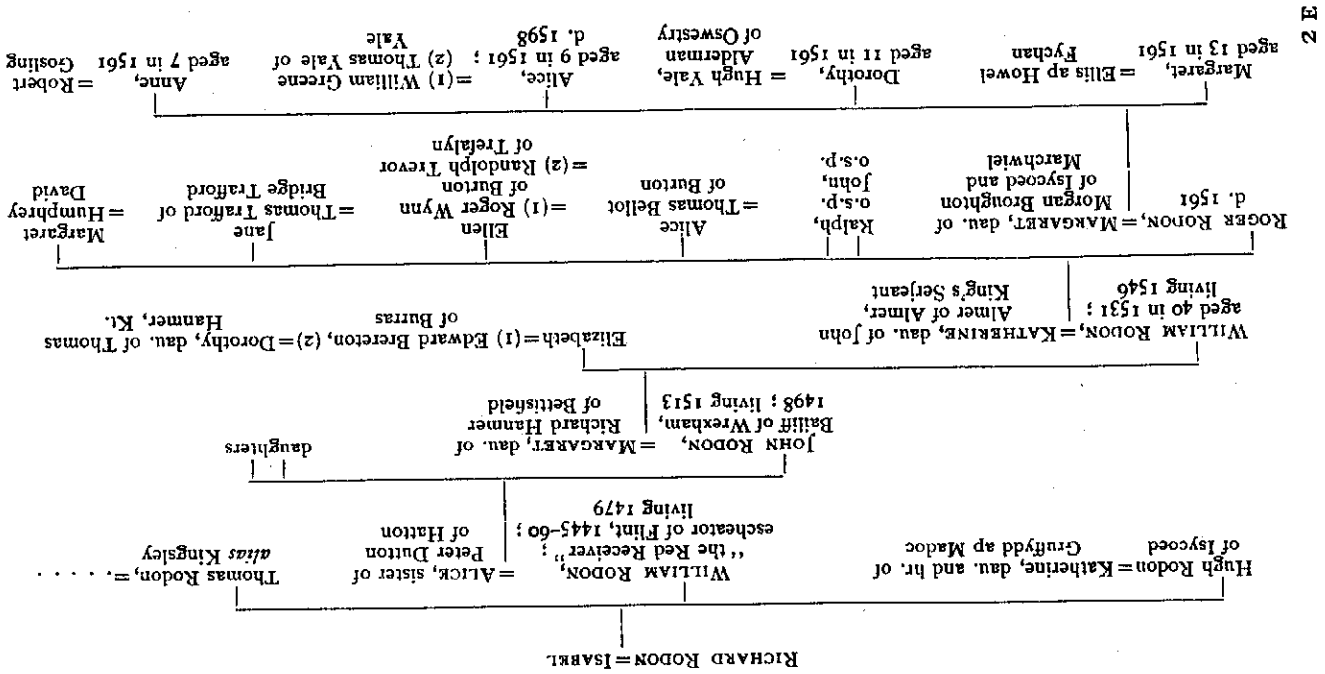 RICHARD RODON=ISABEL
Hugh Rodon=Katherine, dau. and hr. of
of Isycoed Gruffydd ap Madoc
WILLIAM RODON,
"the Red Receiver";
escheator of Flint, 1445-60;
living 1479
=ALICE, sister of
Peter Dutton
of Hatton
Thomas Rodon,=. . . . .
alias Kingsley
JOHN RODON,
Bailiff of Wrexham,
1498; living 1513
=MARGARET, dau. of
Richard Hanmer
of Bettisfield
daughters
WILLIAM RODON,=KATHERINE, dau. of John
aged 40 in 1531;
living 1546
Almer of Almer,
King's Serjeant
Elizabeth=(1) Edward Brereton, (2)=Dorothy, dau. of Thomas
of Burras
Hanmer, Kt.
ROGER RODON,=MARGARET, dau. of
d. 1561
Morgan Broughton
of Isycoed and
Marchwiel
Ralph,
o.s.p.
John,
o.s.p.
Alice
=Thomas Bellot
of Burton
Ellen
=(1) Roger Wynn
of Burton
=(2) Randolph Trevor
of Trefalyn
Jane
=Thomas Trafford of
Bridge Trafford
Margaret
=Humphrey
David
Margaret,
aged 13 in 1561
=Ellis ap Howel
Fychan
Dorothy,
aged 11 in 1561
=Hugh Yale,
Alderman
of Oswestry
Alice,
aged 9 in 1561;
d. 1598
=(1) William Greene
(2) Thomas Yale of
Yale
Anne,
aged 7 in 1561
=Robert
Gosling
2 E